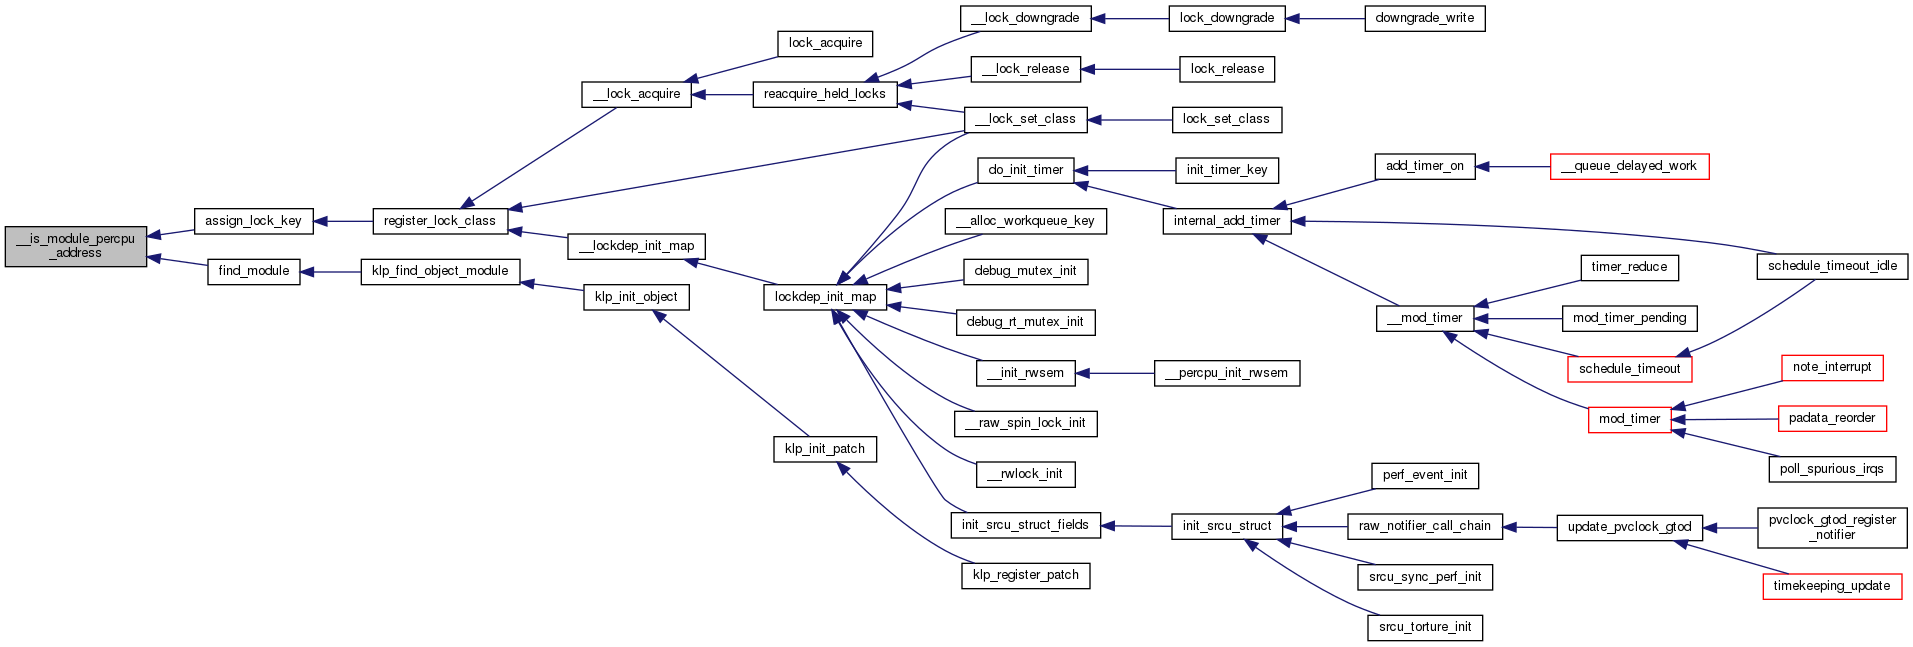 __is_module_percpu
_address
assign_lock_key
find_module
register_lock_class
klp_find_object_module
__lock_acquire
__lockdep_init_map
klp_init_object
lock_acquire
reacquire_held_locks
lockdep_init_map
klp_init_patch
__lock_downgrade
__lock_release
__lock_set_class
do_init_timer
__alloc_workqueue_key
debug_mutex_init
debug_rt_mutex_init
__init_rwsem
__raw_spin_lock_init
__rwlock_init
init_srcu_struct_fields
klp_register_patch
lock_downgrade
lock_release
lock_set_class
init_timer_key
internal_add_timer
__percpu_init_rwsem
init_srcu_struct
downgrade_write
add_timer_on
__mod_timer
perf_event_init
raw_notifier_call_chain
srcu_sync_perf_init
srcu_torture_init
__queue_delayed_work
timer_reduce
mod_timer_pending
schedule_timeout
mod_timer
update_pvclock_gtod
schedule_timeout_idle
note_interrupt
padata_reorder
poll_spurious_irqs
pvclock_gtod_register
_notifier
timekeeping_update